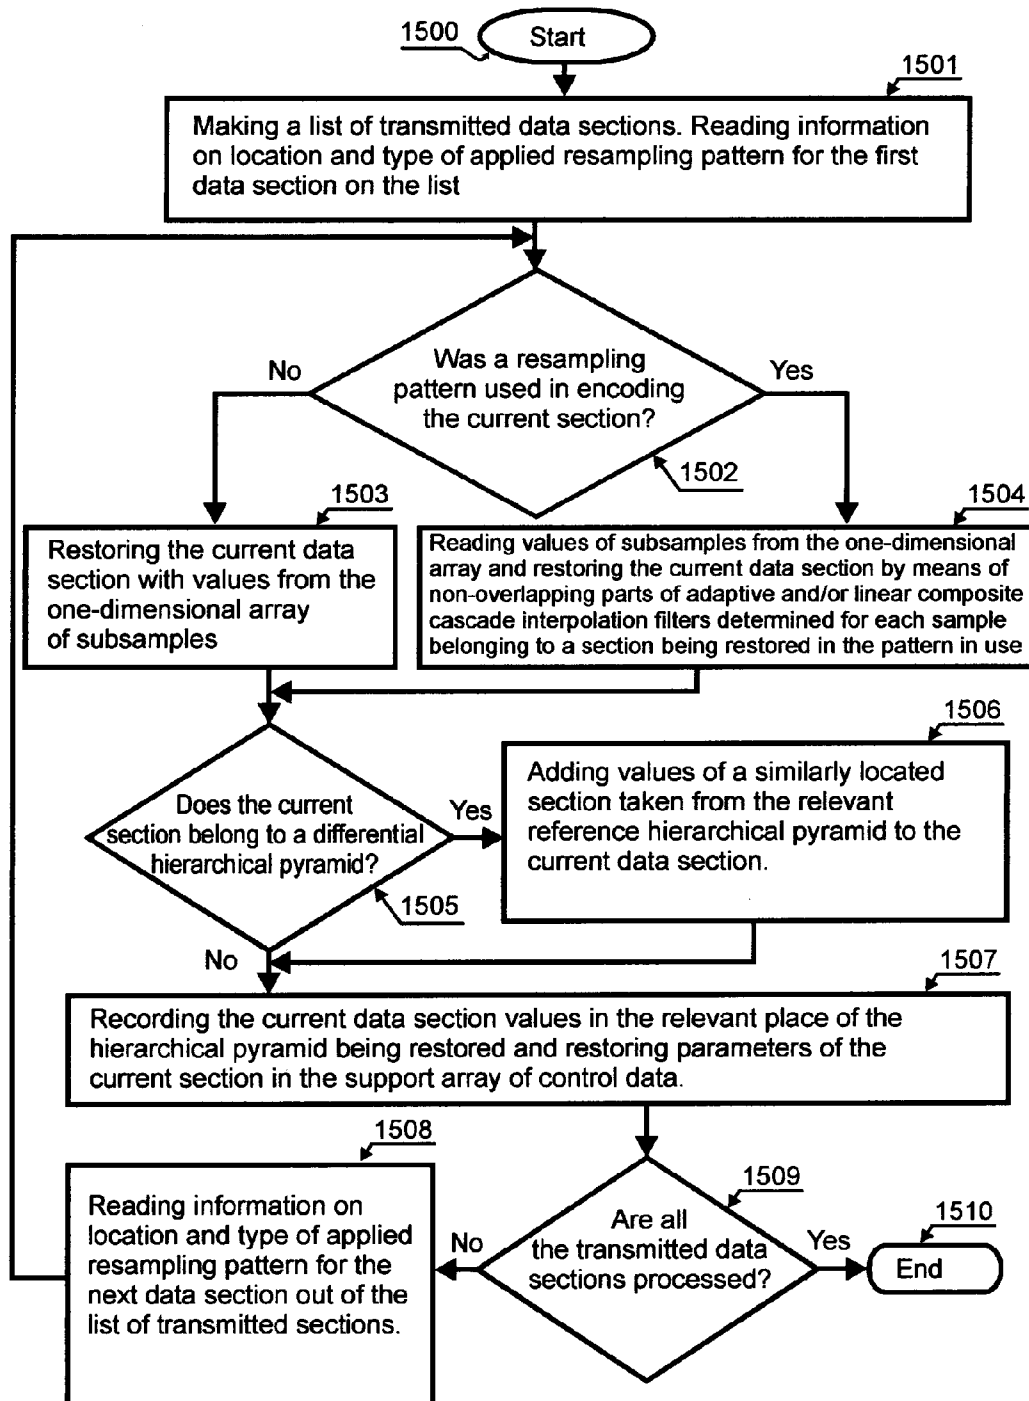 1500
Start
1501
Making a list of transmitted data sections. Reading information
on location and type of applied resampling pattern for the first
data section on the list
No
Was a resampling
pattern used in encoding
the current section?
Yes
1502
1503
Restoring the current data
section with values from the
one-dimensional array
of subsamples
1504
Reading values of subsamples from the one-dimensional
array and restoring the current data section by means of
non-overlapping parts of adaptive and/or linear composite
cascade interpolation filters determined for each sample
belonging to a section being restored in the pattern in use
Does the current
section belong to a differential
hierarchical pyramid?
Yes
1505
No
1506
Adding values of a similarly located
section taken from the relevant
reference hierarchical pyramid to the
current data section.
1507
Recording the current data section values in the relevant place of the
hierarchical pyramid being restored and restoring parameters of the
current section in the support array of control data.
1508
Reading information on
location and type of applied
resampling pattern for the
next data section out of the
list of transmitted sections.
No
1509
Are all
the transmitted data
sections processed?
Yes
1510
End